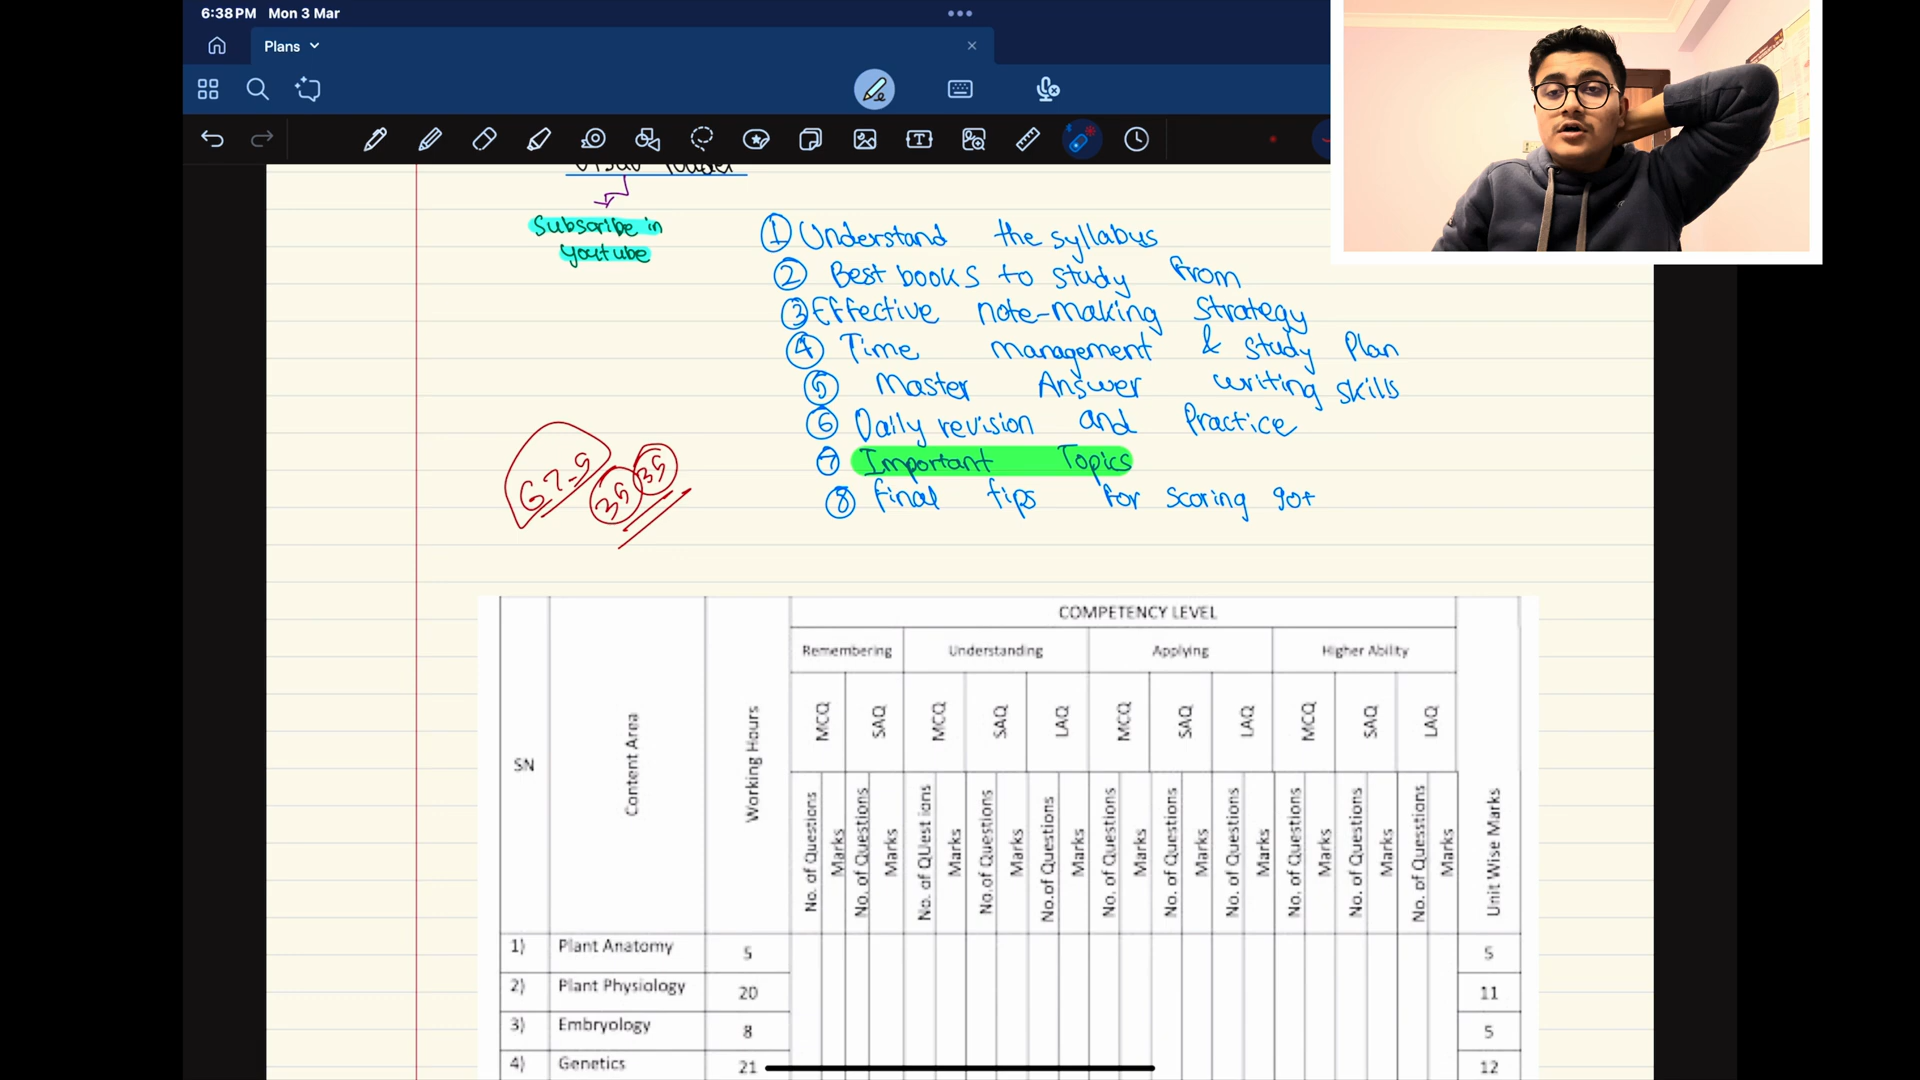 6:38 PM Mon 3 Mar
Plans
Subscribe in
Youtube
① Understand the syllabus
② Best books to study from
③ Effective note-making Strategy
④ Time management & study Plan
⑤ Master Answer writing skills
⑥ Daily revision and Practice
⑦ Important Topics
⑧ final tips for scoring 90+
67.5 35 35
COMPETENCY LEVEL
Remembering Understanding Applying Higher Ability
SN Content Area Working Hours MCQ SAQ MCQ SAQ LAQ MCQ SAQ LAQ MCQ SAQ LAQ Unit Wise Marks
No. of Questions Marks No. of Questions Marks No. of QUest ions Marks No.of Questions Marks No.of Questions Marks No. of Questions Marks No. of Questions Marks No. of Questions Marks No. of Questions Marks No. of Questions Marks No. of Quesstions Marks
1) Plant Anatomy 5 5
2) Plant Physiology 20 11
3) Embryology 8 5
4) Genetics 21 12